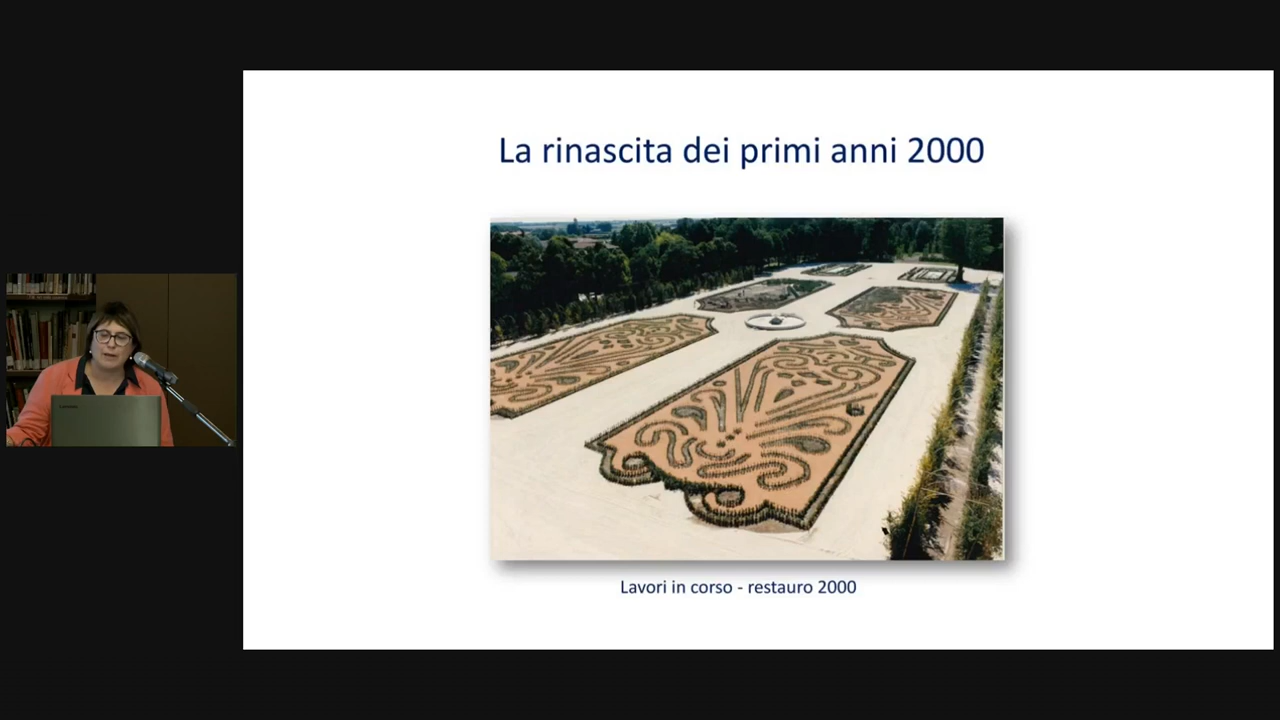 La rinascita dei primi anni 2000
Lavori in corso - restauro 2000